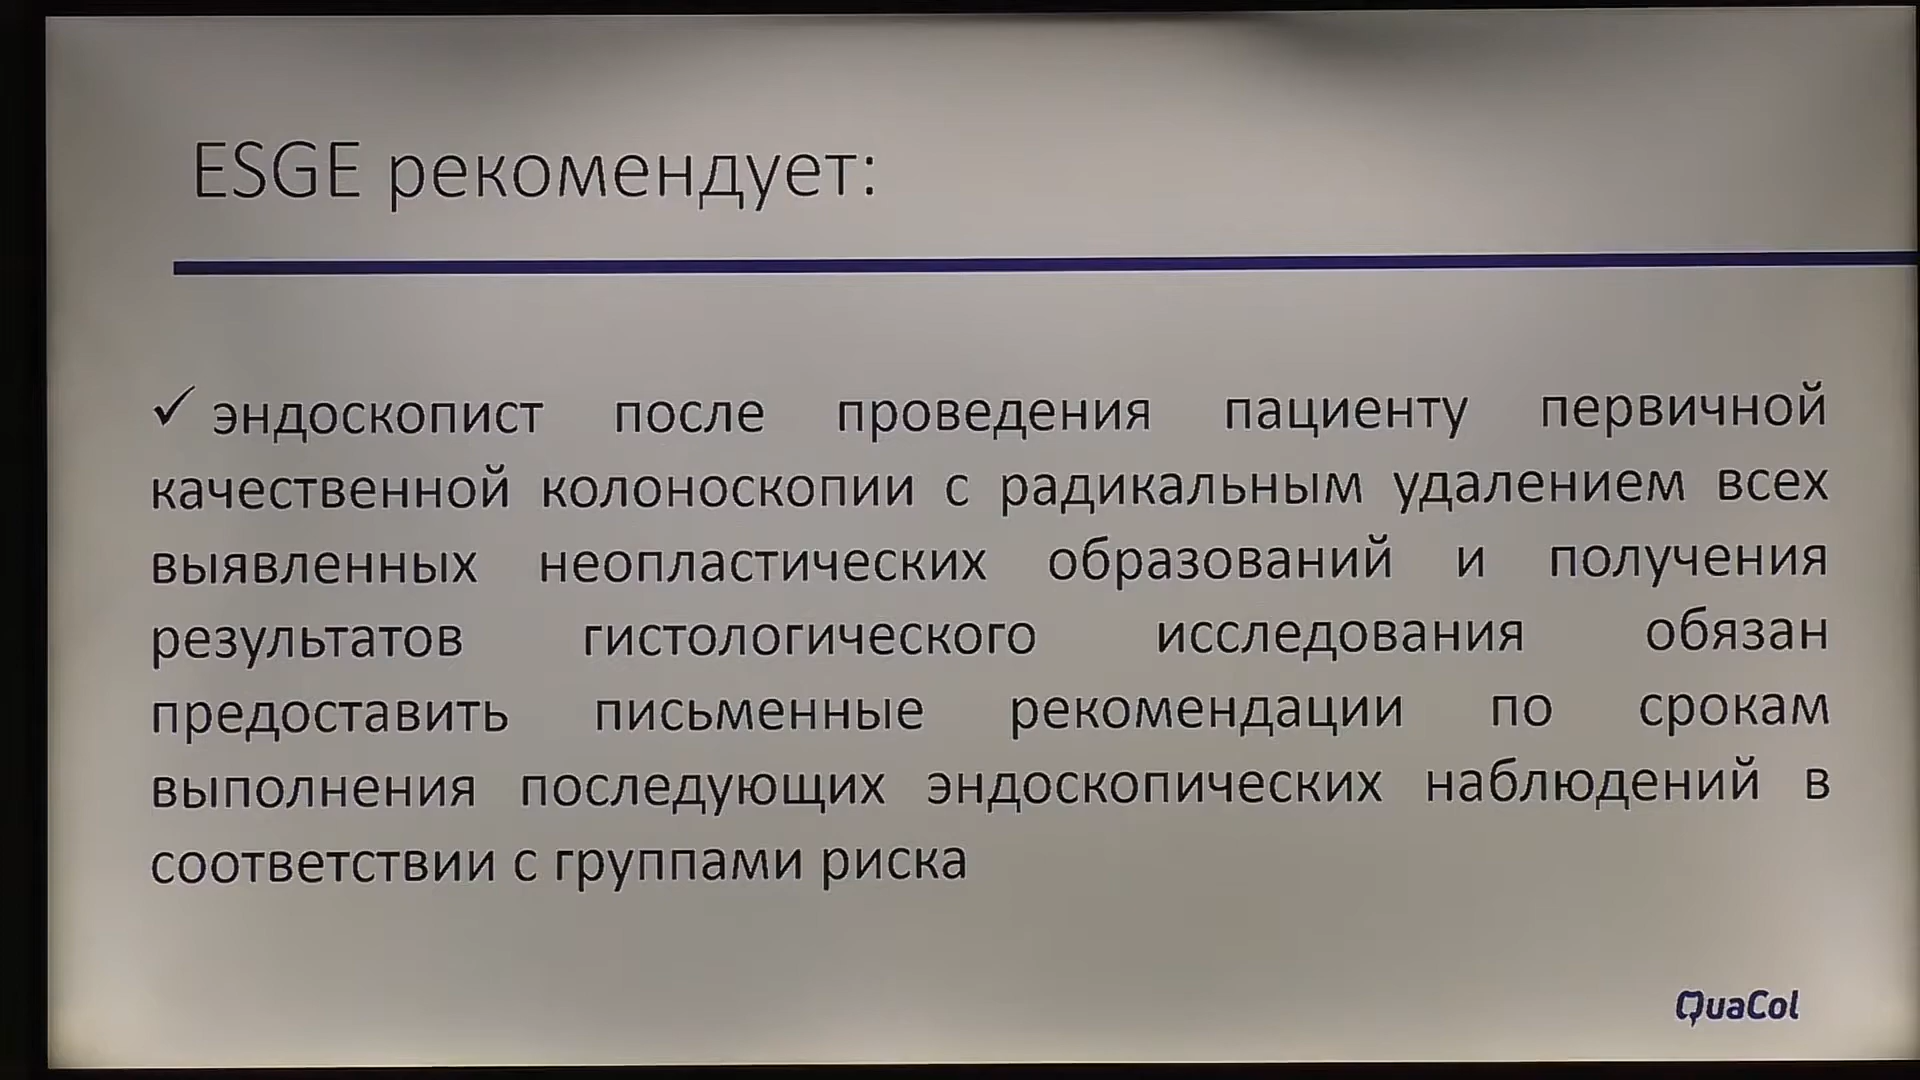 ESGE рекомендует:
✓ эндоскопист после проведения пациенту первичной
качественной колоноскопии с радикальным удалением всех
выявленных неопластических образований и получения
результатов гистологического исследования обязан
предоставить письменные рекомендации по срокам
выполнения последующих эндоскопических наблюдений в
соответствии с группами риска
QuaCol